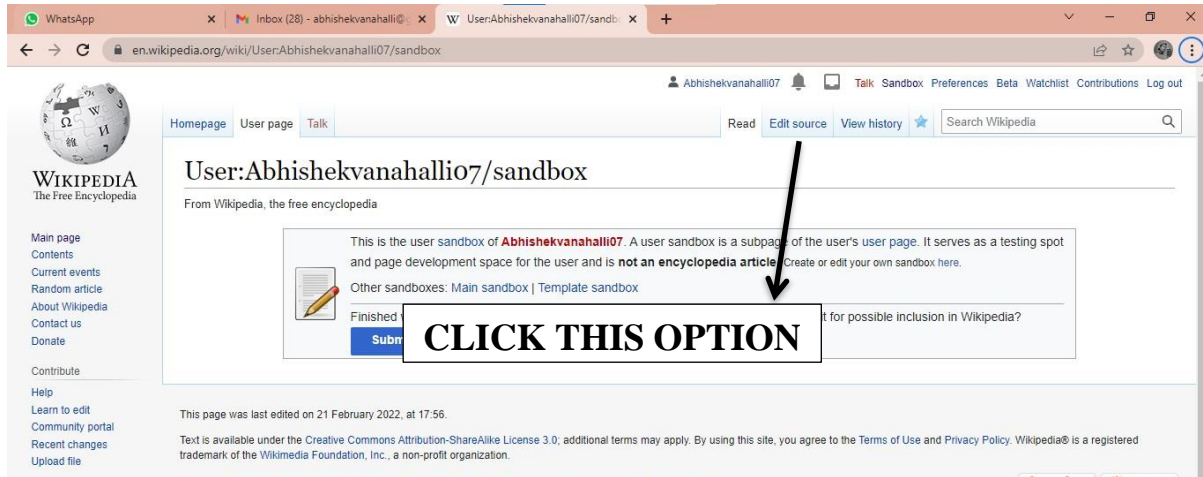 WhatsApp
Inbox (28) - abhishekvanahalli@g
User:Abhishekvanahalli07/sandb
en.wikipedia.org/wiki/User:Abhishekvanahalli07/sandbox
Abhishekvanahalli07 Talk Sandbox Preferences Beta Watchlist Contributions Log out
Homepage User page Talk Read Edit source View history Search Wikipedia
WIKIPEDIA
The Free Encyclopedia
User:Abhishekvanahalli07/sandbox
From Wikipedia, the free encyclopedia
Main page
Contents
Current events
Random article
About Wikipedia
Contact us
Donate
Contribute
Help
Learn to edit
Community portal
Recent changes
Upload file
This is the user sandbox of Abhishekvanahalli07. A user sandbox is a subpage of the user's user page. It serves as a testing spot
and page development space for the user and is not an encyclopedia article. Create or edit your own sandbox here.
Other sandboxes: Main sandbox | Template sandbox
Finished it for possible inclusion in Wikipedia?
CLICK THIS OPTION
This page was last edited on 21 February 2022, at 17:56.
Text is available under the Creative Commons Attribution-ShareAlike License 3.0; additional terms may apply. By using this site, you agree to the Terms of Use and Privacy Policy. Wikipedia® is a registered
trademark of the Wikimedia Foundation, Inc., a non-profit organization.